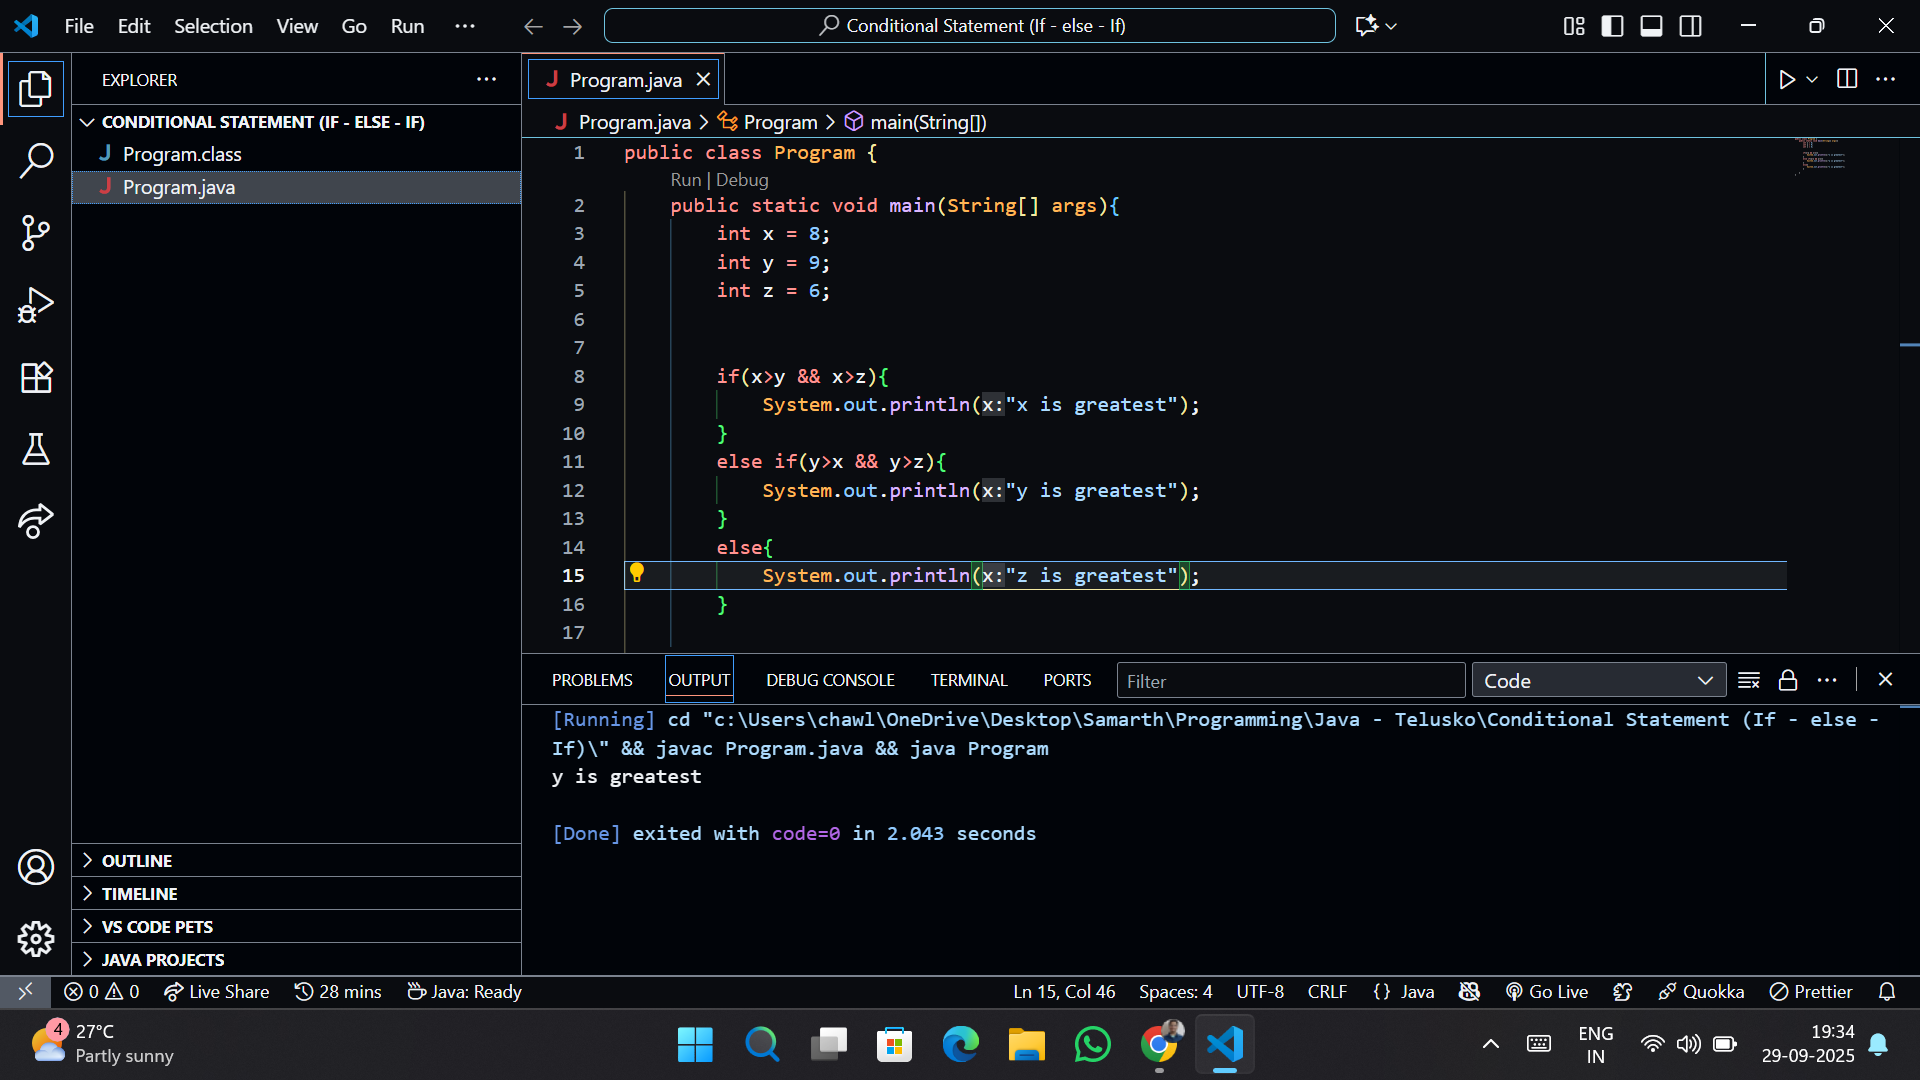 File Edit Selection View Go Run ··· Conditional Statement (If - else - If)
EXPLORER ···
CONDITIONAL STATEMENT (IF - ELSE - IF)
J Program.class
J Program.java
OUTLINE
TIMELINE
VS CODE PETS
JAVA PROJECTS
J Program.java
J Program.java > Program > main(String[])
1 public class Program {
Run | Debug
2 public static void main(String[] args){
3 int x = 8;
4 int y = 9;
5 int z = 6;
6
7
8 if(x>y && x>z){
9 System.out.println(x:"x is greatest");
10 }
11 else if(y>x && y>z){
12 System.out.println(x:"y is greatest");
13 }
14 else{
15 System.out.println(x:"z is greatest");
16 }
17
PROBLEMS OUTPUT DEBUG CONSOLE TERMINAL PORTS Filter Code
[Running] cd "c:\Users\chawl\OneDrive\Desktop\Samarth\Programming\Java - Telusko\Conditional Statement (If - else -
If)\" && javac Program.java && java Program
y is greatest
[Done] exited with code=0 in 2.043 seconds
0 0 Live Share 28 mins Java: Ready Ln 15, Col 46 Spaces: 4 UTF-8 CRLF {} Java Go Live Quokka Prettier
4 27°C
Partly sunny
ENG
IN
19:34
29-09-2025